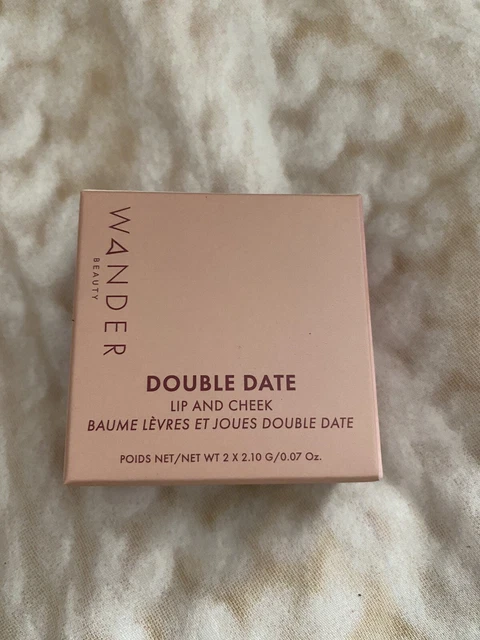 WANDER
BEAUTY
DOUBLE DATE
LIP AND CHEEK
BAUME LÈVRES ET JOUES DOUBLE DATE
POIDS NET/NET WT 2 X 2.10 G/0.07 Oz.